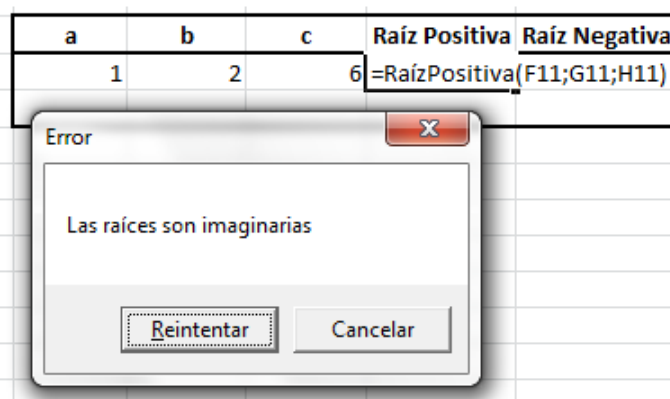 a b c Raíz Positiva Raíz Negativa
1 2 6 =RaízPositiva(F11;G11;H11)
Error
Las raíces son imaginarias
Reintentar Cancelar